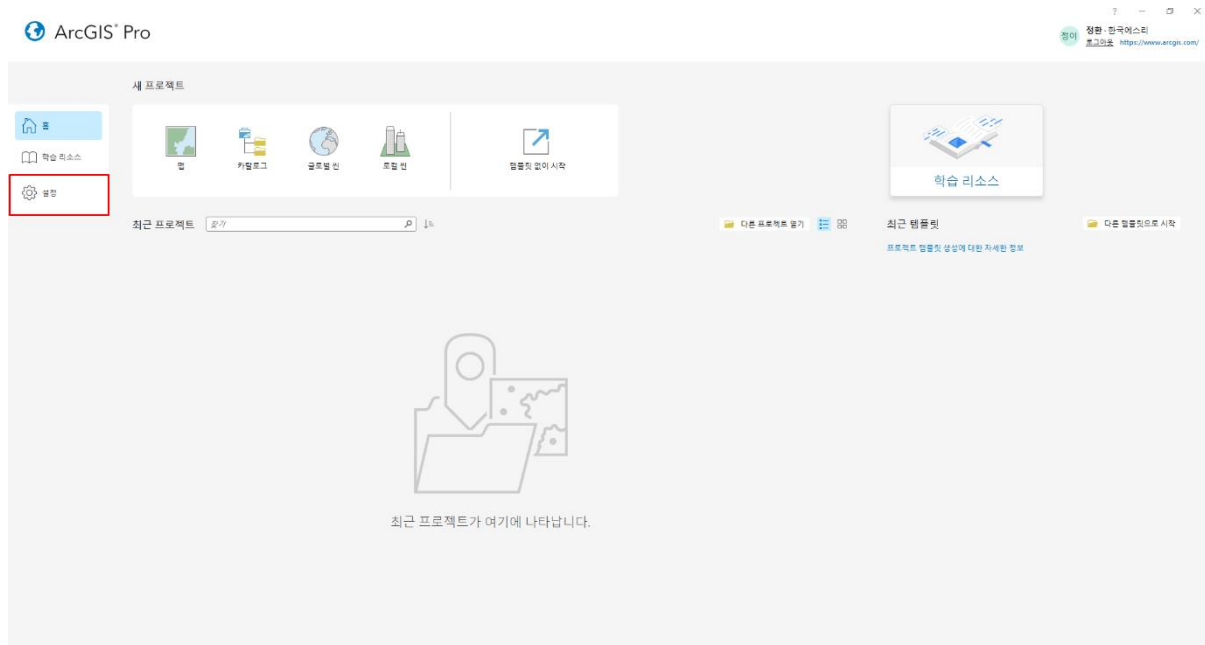 ArcGIS® Pro
?
정이
정환 - 한국에스리
로그아웃 https://www.arcgis.com/
새 프로젝트
홈
학습 리소스
설정
맵
카탈로그
글로벌 씬
로컬 씬
템플릿 없이 시작
학습 리소스
최근 프로젝트
찾기
다른 프로젝트 열기
최근 템플릿
다른 템플릿으로 시작
프로젝트 템플릿 생성에 대한 자세한 정보
최근 프로젝트가 여기에 나타납니다.